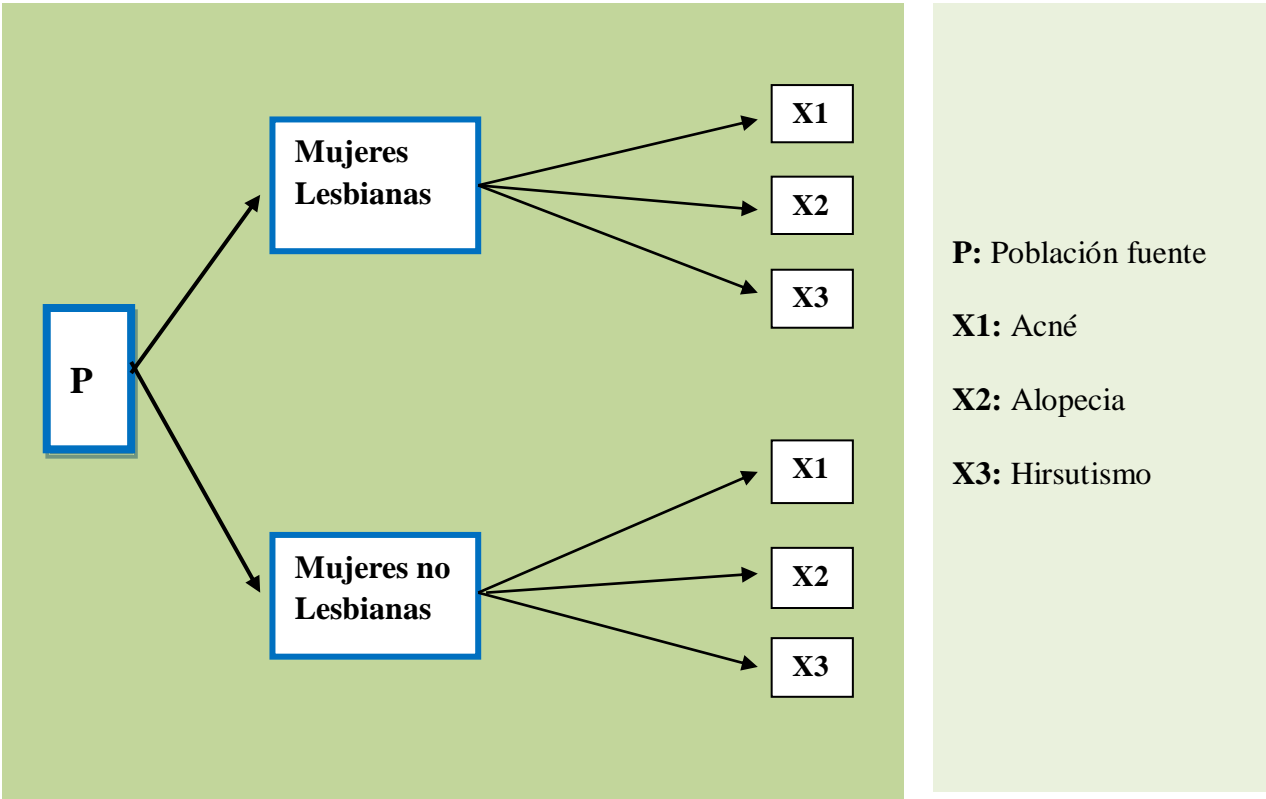 P
Mujeres
Lesbianas
X1
X2
X3
Mujeres no
Lesbianas
X1
X2
X3
P: Población fuente
X1: Acné
X2: Alopecia
X3: Hirsutismo